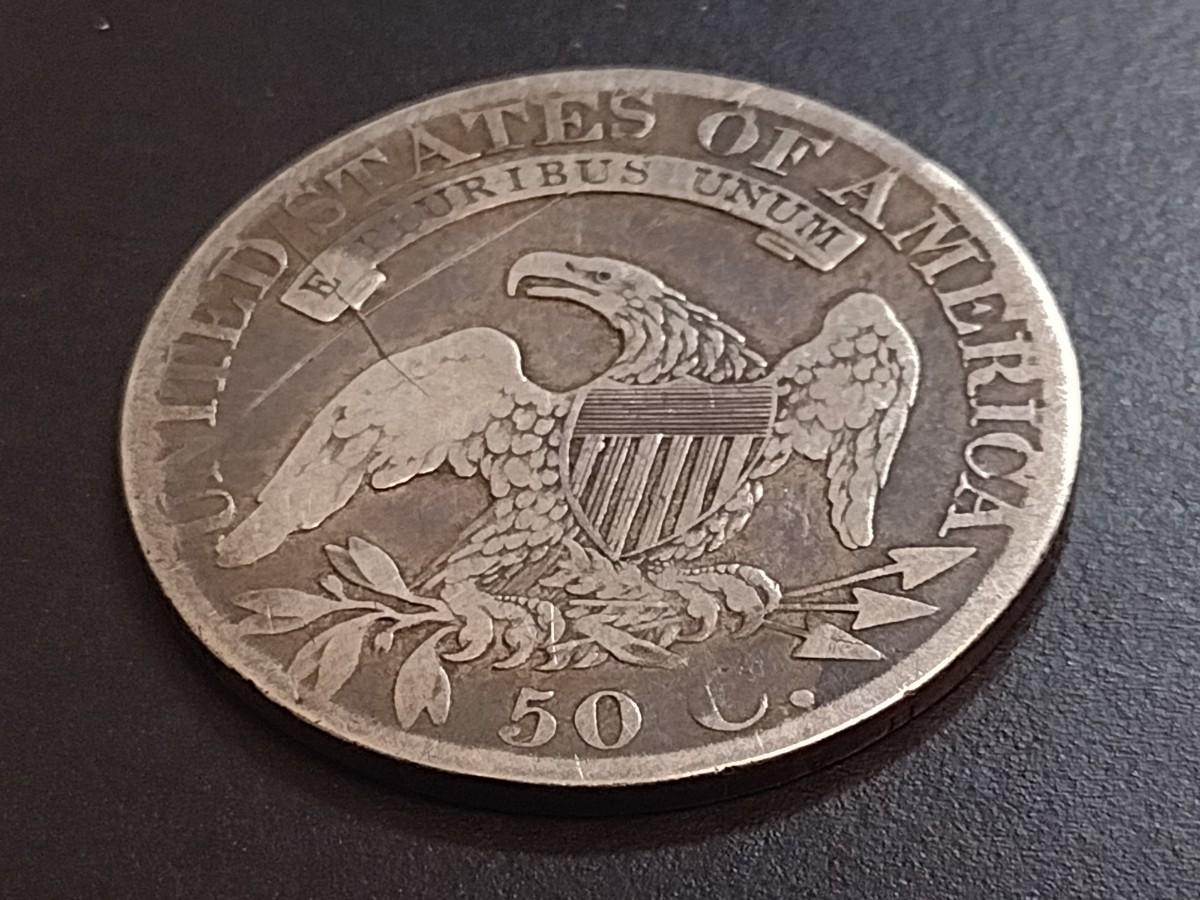 UNITED STATES OF AMERICA
E PLURIBUS UNUM
50 C.